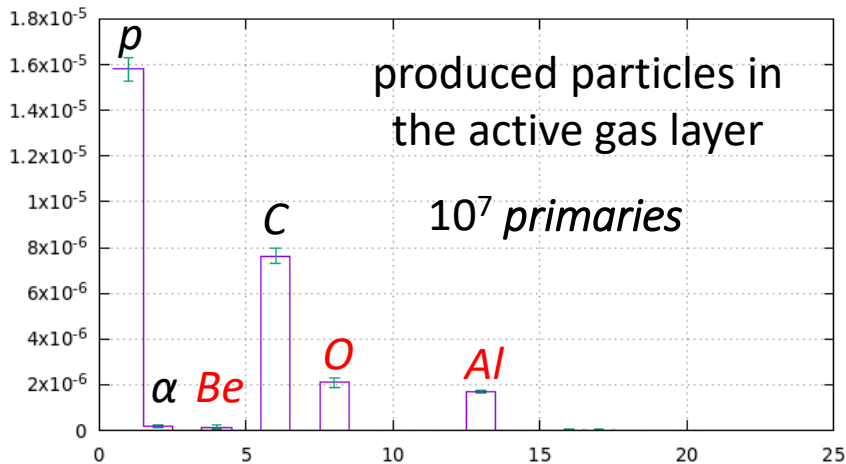 1.8x10⁻⁵
p
1.6x10⁻⁵
produced particles in
1.4x10⁻⁵
the active gas layer
1.2x10⁻⁵
1x10⁻⁵
C
10⁷ primaries
8x10⁻⁶
6x10⁻⁶
4x10⁻⁶
O
Al
2x10⁻⁶
α Be
0
0 5 10 15 20 25